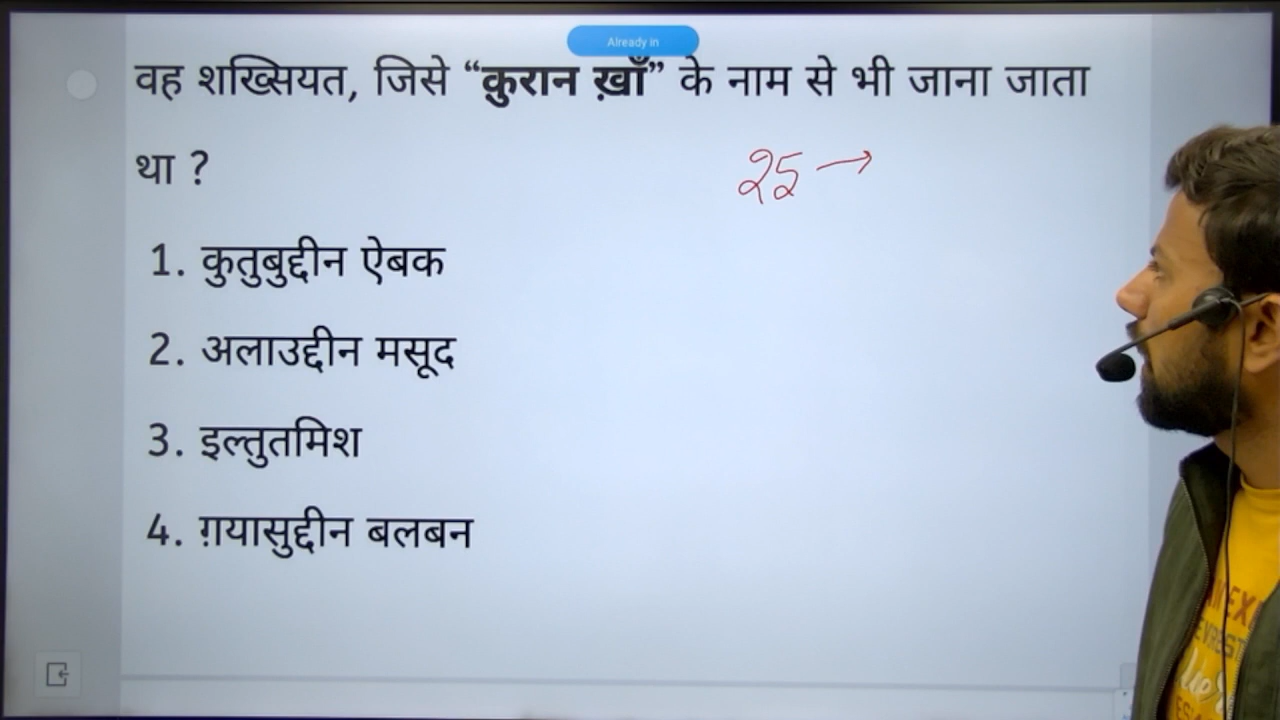 Already in
वह शख्सियत, जिसे “क़ुरान ख़ाँ” के नाम से भी जाना जाता
था ?
25 →
1. कुतुबुद्दीन ऐबक
2. अलाउद्दीन मसूद
3. इल्तुतमिश
4. ग़यासुद्दीन बलबन